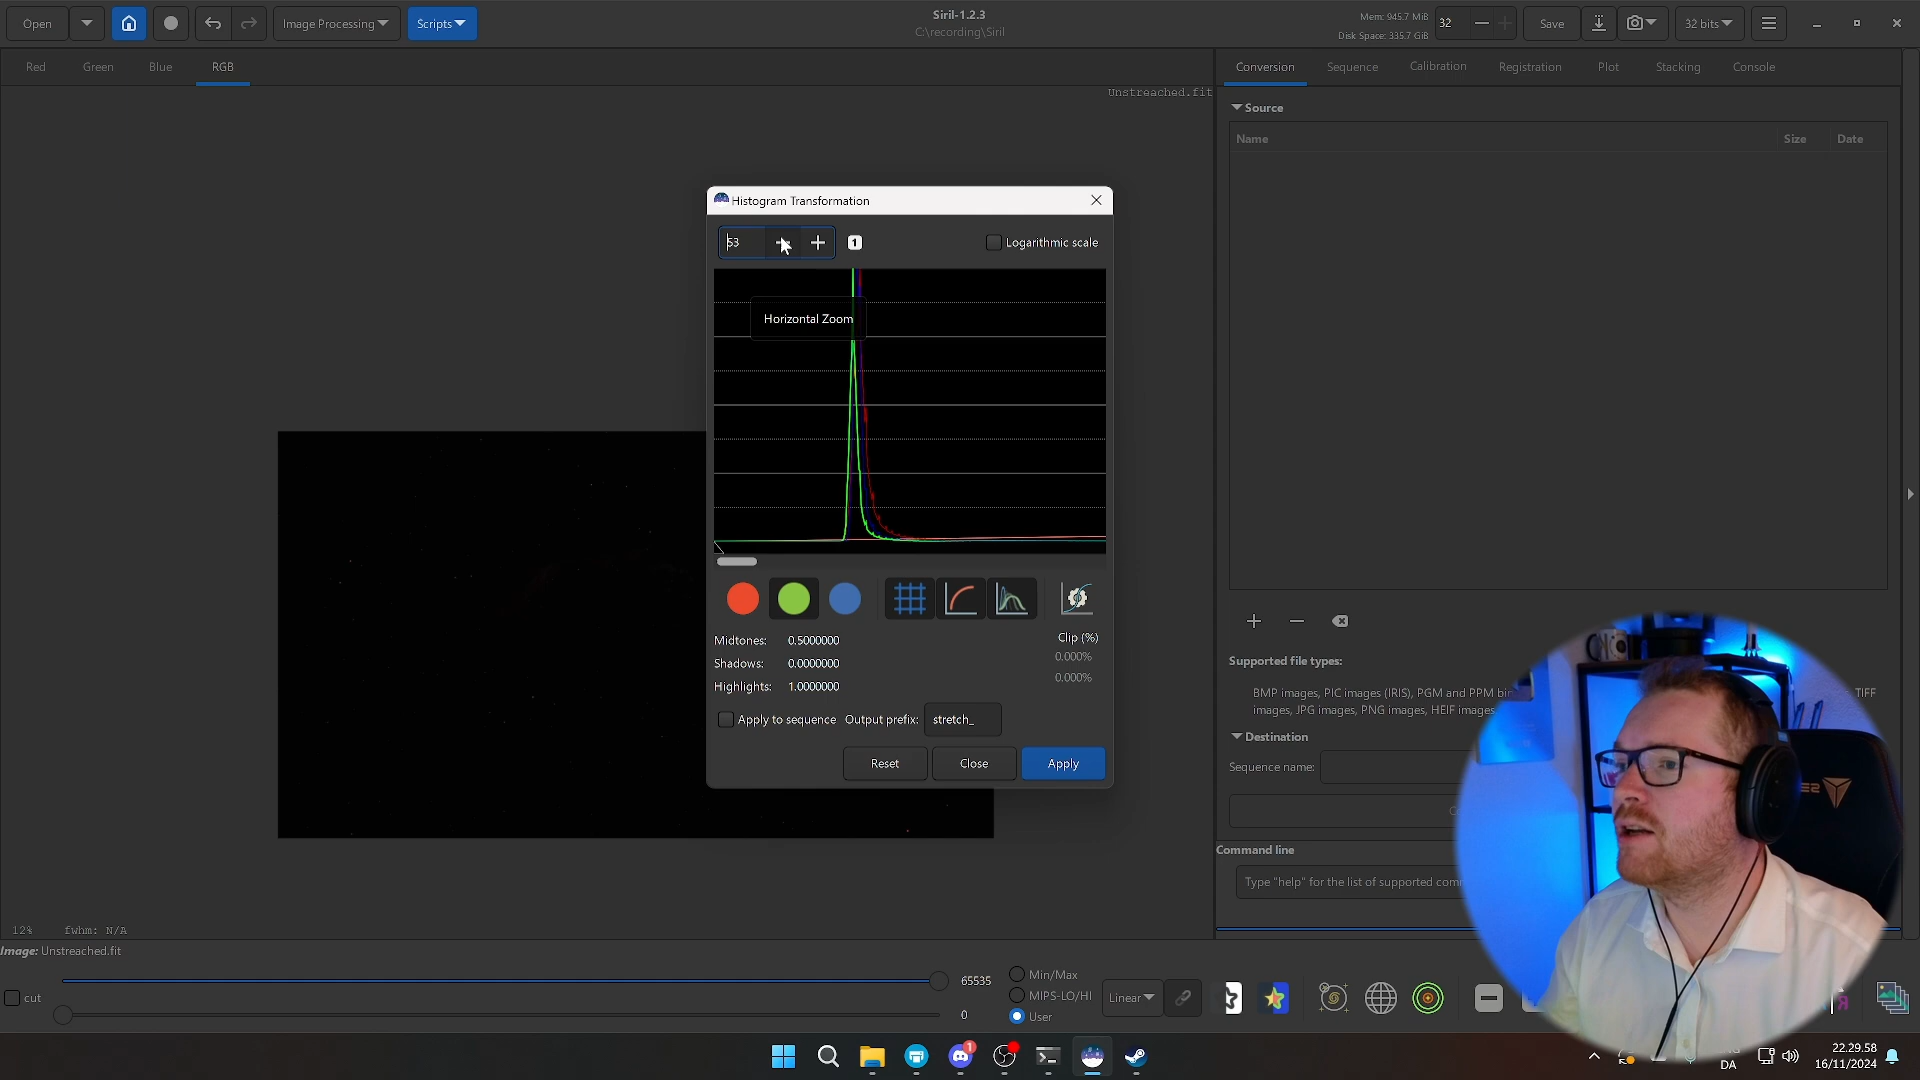 Open
Image Processing
Scripts
Siril-1.2.3
C:\recording\Siril
Mem: 945.7 MiB
Disk Space: 335.7 GiB
32
Save
32 bits
Red Green Blue RGB
Unstreached.fit
Conversion Sequence Calibration Registration Plot Stacking Console
Source
Name Size Date
Histogram Transformation
53
1
Logarithmic scale
Horizontal Zoom
Midtones: 0.5000000
Shadows: 0.0000000
Highlights: 1.0000000
Clip (%)
0.000%
0.000%
Apply to sequence Output prefix: stretch_
Reset Close Apply
Supported file types:
BMP images, PIC images (IRIS), PGM and PPM TIFF
images, JPG images, PNG images, HEIF images
Destination
Sequence name:
Command line
Type "help" for the list of supported
12% fwhm: N/A
Image: Unstreached.fit
cut
65535
0
Min/Max
MIPS-LO/HI
User
Linear
1
DA
22.29.58
16/11/2024